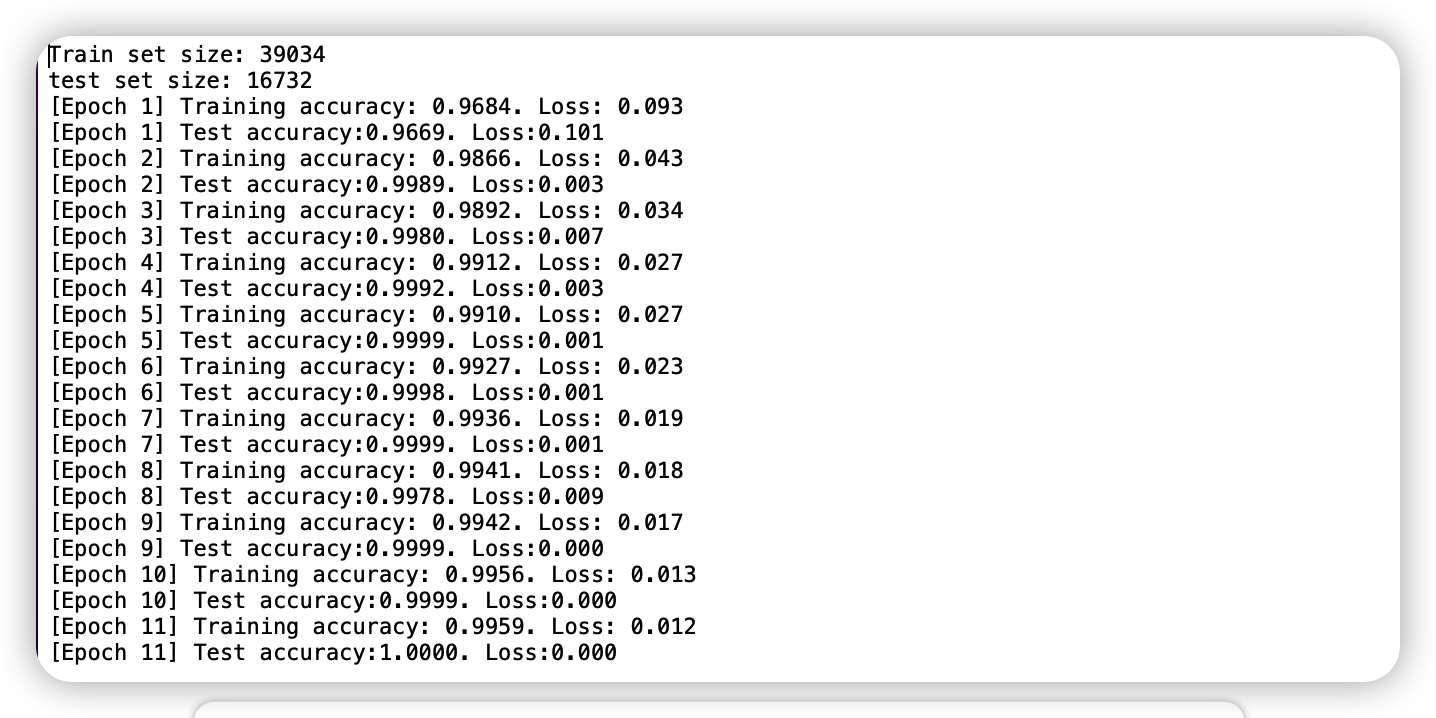 Train set size: 39034
test set size: 16732
[Epoch 1] Training accuracy: 0.9684. Loss: 0.093
[Epoch 1] Test accuracy:0.9669. Loss:0.101
[Epoch 2] Training accuracy: 0.9866. Loss: 0.043
[Epoch 2] Test accuracy:0.9989. Loss:0.003
[Epoch 3] Training accuracy: 0.9892. Loss: 0.034
[Epoch 3] Test accuracy:0.9980. Loss:0.007
[Epoch 4] Training accuracy: 0.9912. Loss: 0.027
[Epoch 4] Test accuracy:0.9992. Loss:0.003
[Epoch 5] Training accuracy: 0.9910. Loss: 0.027
[Epoch 5] Test accuracy:0.9999. Loss:0.001
[Epoch 6] Training accuracy: 0.9927. Loss: 0.023
[Epoch 6] Test accuracy:0.9998. Loss:0.001
[Epoch 7] Training accuracy: 0.9936. Loss: 0.019
[Epoch 7] Test accuracy:0.9999. Loss:0.001
[Epoch 8] Training accuracy: 0.9941. Loss: 0.018
[Epoch 8] Test accuracy:0.9978. Loss:0.009
[Epoch 9] Training accuracy: 0.9942. Loss: 0.017
[Epoch 9] Test accuracy:0.9999. Loss:0.000
[Epoch 10] Training accuracy: 0.9956. Loss: 0.013
[Epoch 10] Test accuracy:0.9999. Loss:0.000
[Epoch 11] Training accuracy: 0.9959. Loss: 0.012
[Epoch 11] Test accuracy:1.0000. Loss:0.000